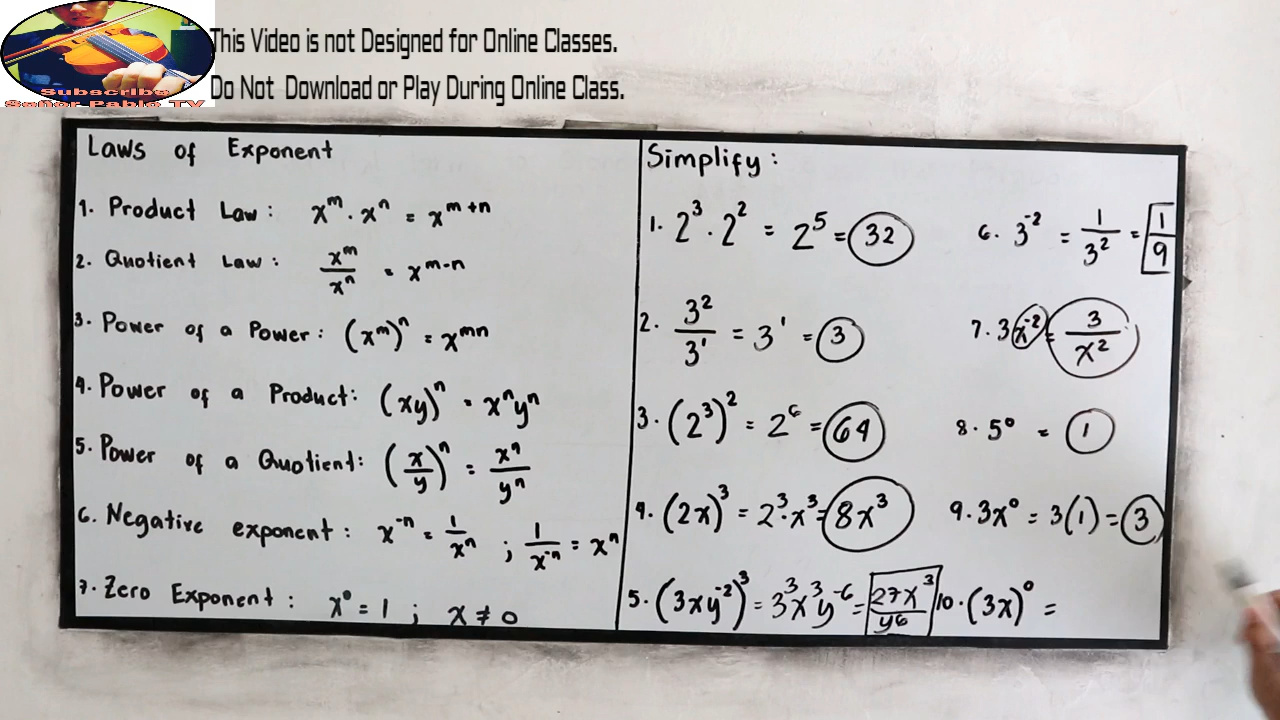 This Video is not Designed for Online Classes.
Do Not Download or Play During Online Class.
Subscribe
Señor Pablo TV
Laws of Exponent
1. Product Law: x^m · x^n = x^(m+n)
2. Quotient Law: x^m/x^n = x^(m-n)
3. Power of a Power: (x^m)^n = x^(mn)
4. Power of a Product: (xy)^n = x^n y^n
5. Power of a Quotient: (x/y)^n = x^n/y^n
6. Negative exponent: x^-n = 1/x^n ; 1/x^-n = x^n
7. Zero Exponent: x^0 = 1 ; x ≠ 0
Simplify:
1. 2^3 · 2^2 = 2^5 = 32
2. 3^2/3^1 = 3^1 = 3
3. (2^3)^2 = 2^6 = 64
4. (2x)^3 = 2^3 · x^3 = 8x^3
5. (3xy^-2)^3 = 3^3 x^3 y^-6 = 27x^3/y6
6. 3^-2 = 1/3^2 = 1/9
7. 3x^-2 = 3/x^2
8. 5^0 = 1
9. 3x^0 = 3(1) = 3
10. (3x)^0 =